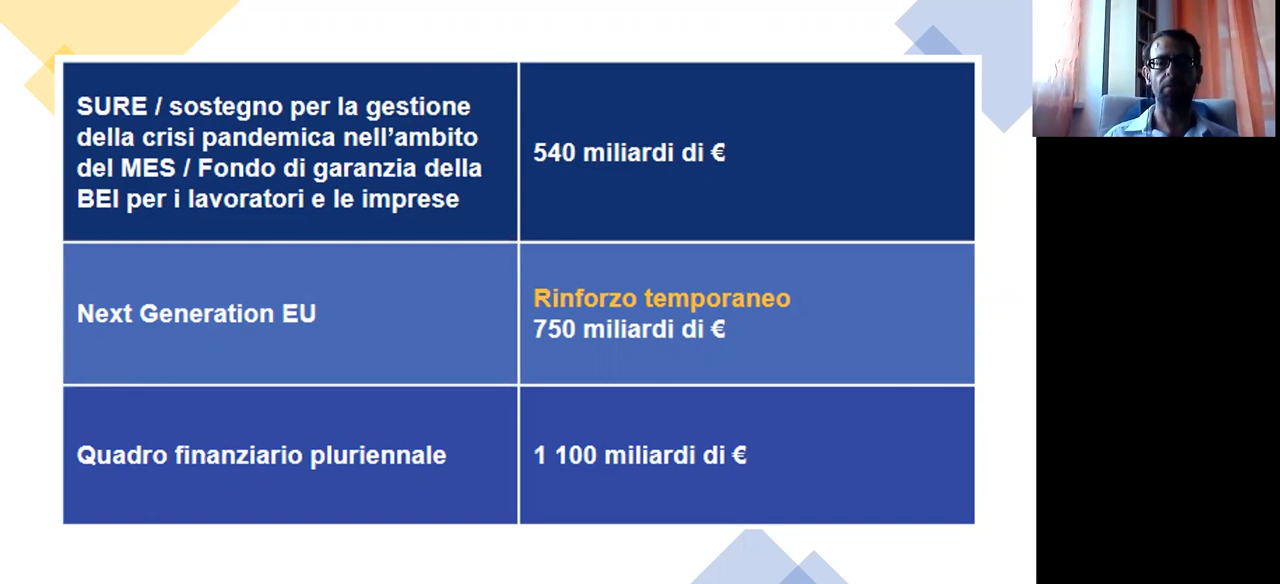 SURE / sostegno per la gestione
della crisi pandemica nell’ambito
del MES / Fondo di garanzia della
BEI per i lavoratori e le imprese
540 miliardi di €
Next Generation EU
Rinforzo temporaneo
750 miliardi di €
Quadro finanziario pluriennale
1 100 miliardi di €